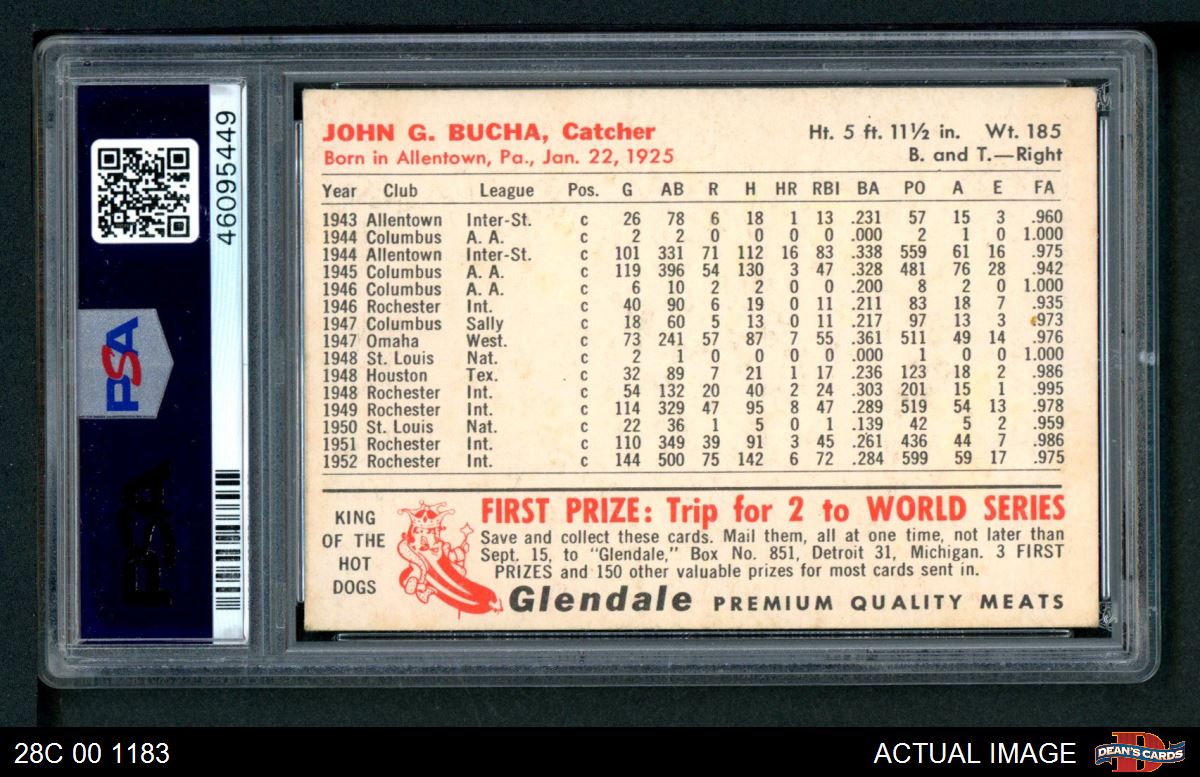 JOHN G. BUCHA, Catcher Ht. 5 ft. 11½ in. Wt. 185
Born in Allentown, Pa., Jan. 22, 1925 B. and T.—Right
Year Club League Pos. G AB R H HR RBI BA PO A E FA
1943 Allentown Inter-St. c 26 78 6 18 1 13 .231 57 15 3 .960
1944 Columbus A. A. c 2 2 0 0 0 0 .000 2 1 0 1.000
1944 Allentown Inter-St. c 101 331 71 112 16 83 .338 559 61 16 .975
1945 Columbus A. A. c 119 396 54 130 3 47 .328 481 76 28 .942
1946 Columbus A. A. c 6 10 2 2 0 0 .200 8 2 0 1.000
1946 Rochester Int. c 40 90 6 19 0 11 .211 83 18 7 .935
1947 Columbus Sally c 18 60 5 13 0 11 .217 97 13 3 .973
1947 Omaha West. c 73 241 57 87 7 55 .361 511 49 14 .976
1948 St. Louis Nat. c 2 1 0 0 0 0 .000 1 0 0 1.000
1948 Houston Tex. c 32 89 7 21 1 17 .236 123 18 2 .986
1948 Rochester Int. c 54 132 20 40 2 24 .303 201 15 1 .995
1949 Rochester Int. c 114 329 47 95 8 47 .289 519 54 13 .978
1950 St. Louis Nat. c 22 36 1 5 0 1 .139 42 5 2 .959
1951 Rochester Int. c 110 349 39 91 3 45 .261 436 44 7 .986
1952 Rochester Int. c 144 500 75 142 6 72 .284 599 59 17 .975
KING
OF THE
HOT
DOGS
FIRST PRIZE: Trip for 2 to WORLD SERIES
Save and collect these cards. Mail them, all at one time, not later than
Sept. 15, to "Glendale," Box No. 851, Detroit 31, Michigan. 3 FIRST
PRIZES and 150 other valuable prizes for most cards sent in.
Glendale PREMIUM QUALITY MEATS
46095449
PSA
PSA
28C 00 1183
ACTUAL IMAGE
D
DEAN'S CARDS